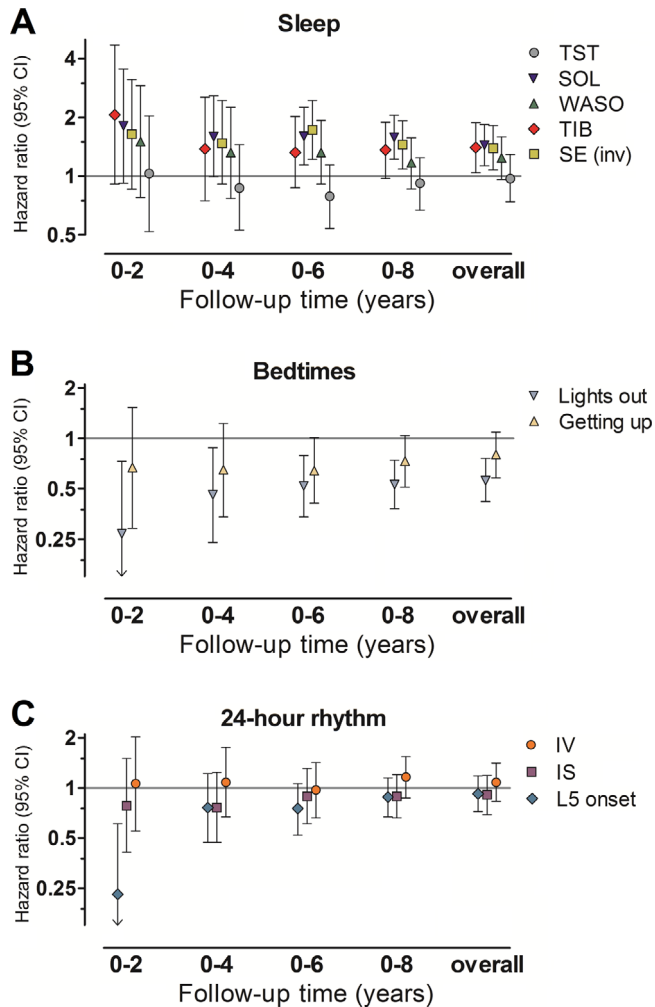 A
Sleep
Hazard ratio (95% CI)
4
2
1
0.5
TST
SOL
WASO
TIB
SE (inv)
0-2 0-4 0-6 0-8 overall
Follow-up time (years)
B
Bedtimes
Hazard ratio (95% CI)
2
1
0.5
0.25
Lights out
Getting up
0-2 0-4 0-6 0-8 overall
Follow-up time (years)
C
24-hour rhythm
Hazard ratio (95% CI)
2
1
0.5
0.25
IV
IS
L5 onset
0-2 0-4 0-6 0-8 overall
Follow-up time (years)